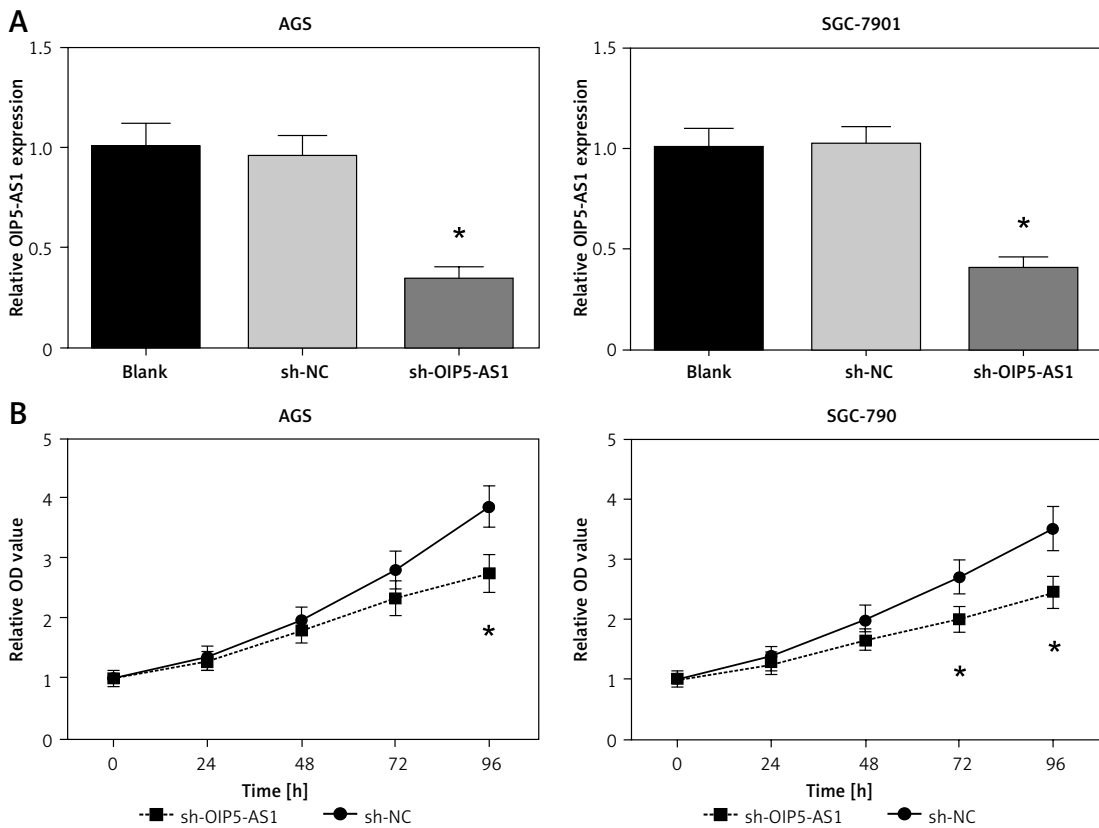 A
AGS
SGC-7901
Relative OIP5-AS1 expression
1.5
1.0
0.5
0
*
Blank
sh-NC
sh-OIP5-AS1
Relative OIP5-AS1 expression
1.5
1.0
0.5
0
*
Blank
sh-NC
sh-OIP5-AS1
B
AGS
SGC-790
Relative OD value
5
4
3
2
1
0
*
0 24 48 72 96
Time [h]
sh-OIP5-AS1 sh-NC
Relative OD value
5
4
3
2
1
0
*
*
0 24 48 72 96
Time [h]
sh-OIP5-AS1 sh-NC